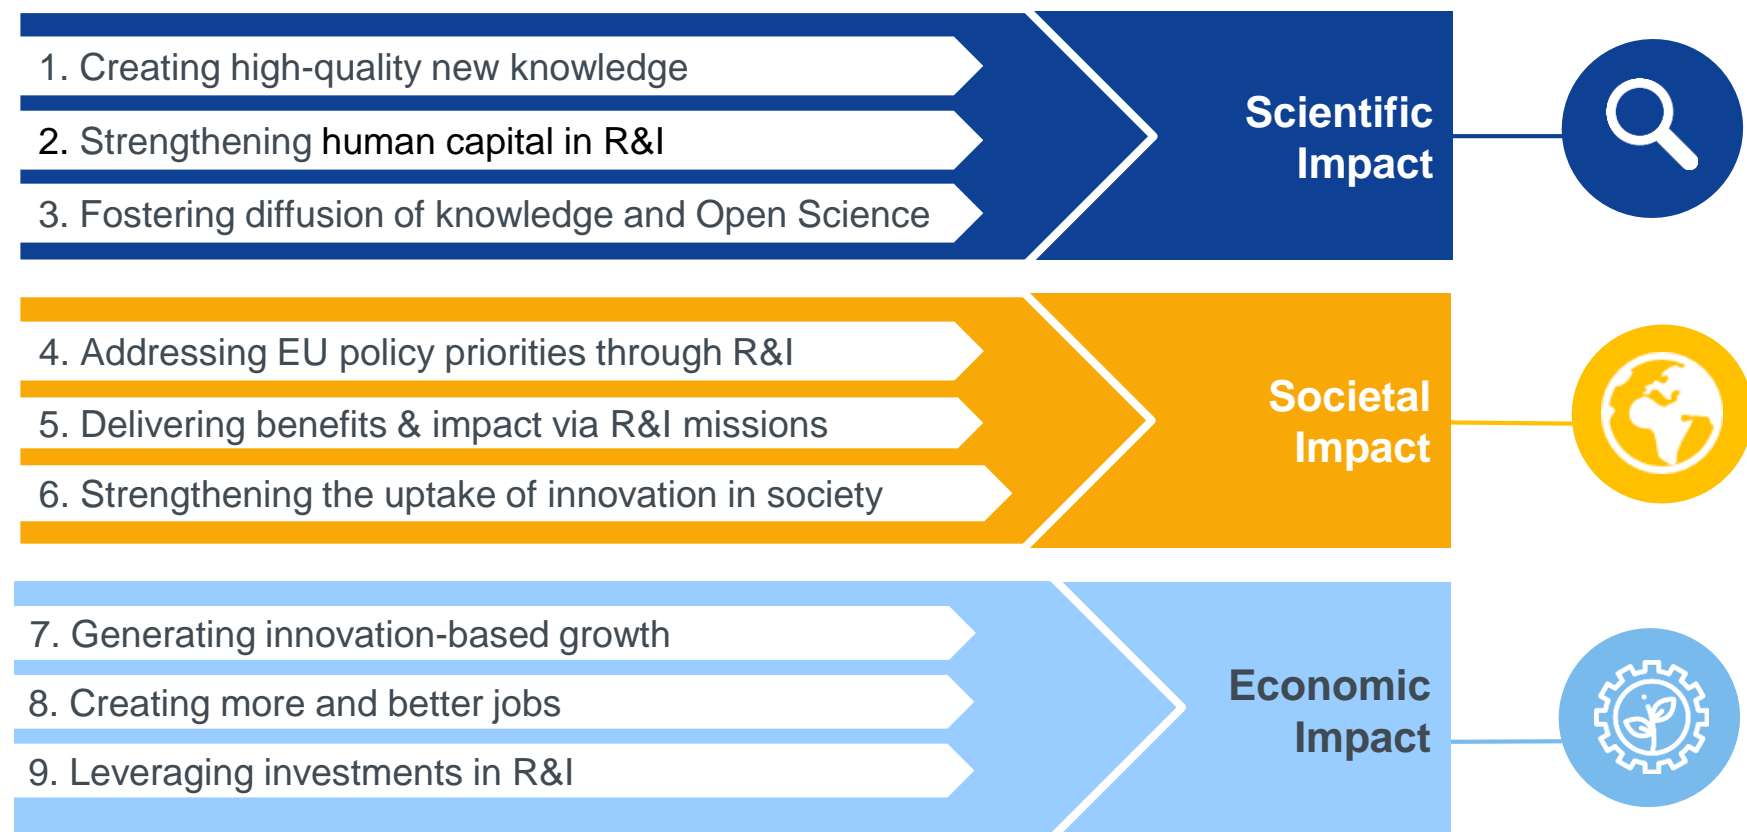 1. Creating high-quality new knowledge
2. Strengthening human capital in R&I
3. Fostering diffusion of knowledge and Open Science
Scientific
Impact
4. Addressing EU policy priorities through R&I
5. Delivering benefits & impact via R&I missions
6. Strengthening the uptake of innovation in society
Societal
Impact
7. Generating innovation-based growth
8. Creating more and better jobs
9. Leveraging investments in R&I
Economic
Impact